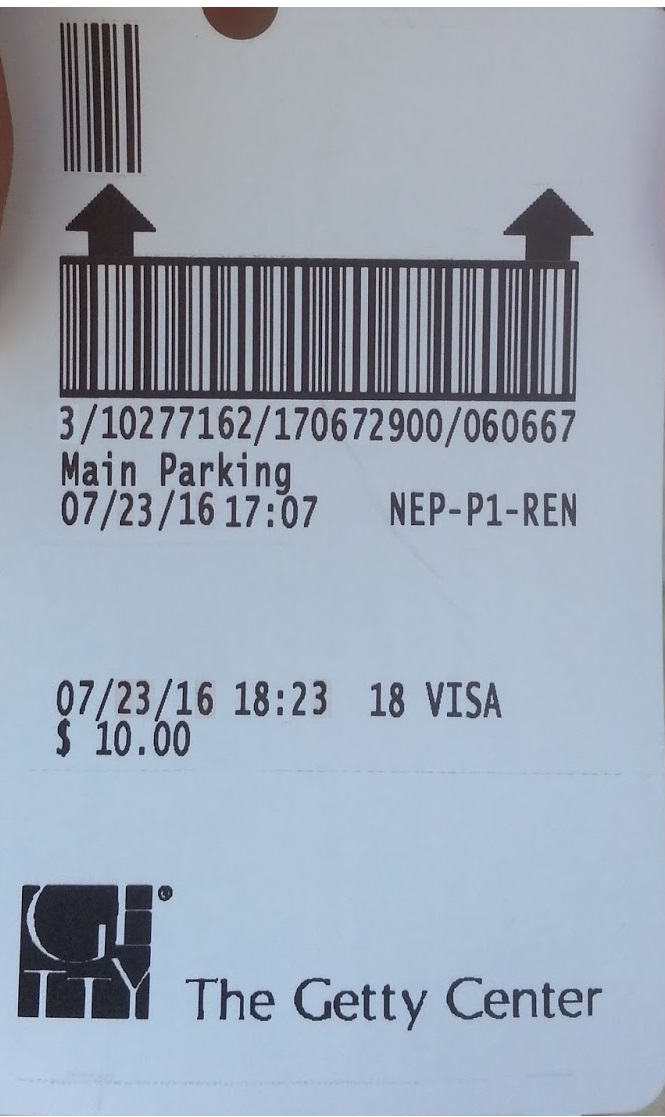 3/10277162/170672900/060667
Main Parking
07/23/16 17:07 NEP-P1-REN
07/23/16 18:23 18 VISA
$ 10.00
GETTY®
The Getty Center